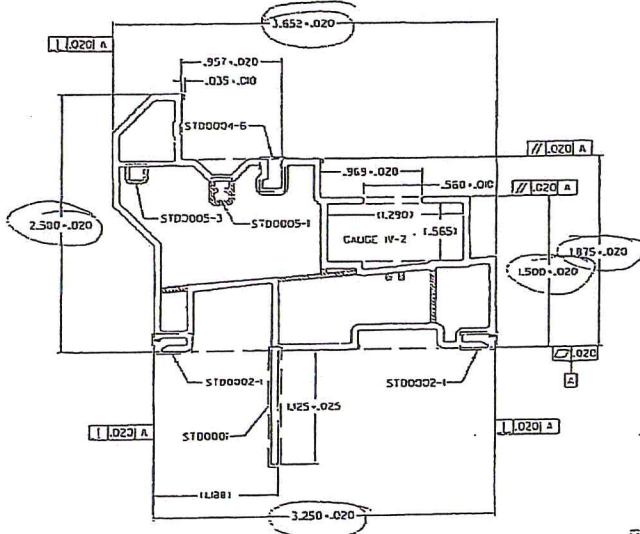 3.652±.020
.020 A
.957±.020
.035±.010
STD0004-6
// .020 A
.969±.020
.560±.010
// .020 A
STD0005-3
STD0005-1
(1.290)
(.565)
GAUGE IV-2
2.500±.020
1.875±.020
1.500±.020
.020
A
STD0002-1
STD0002-1
1.125±.025
.020 A
.020 A
(1.128)
3.250±.020